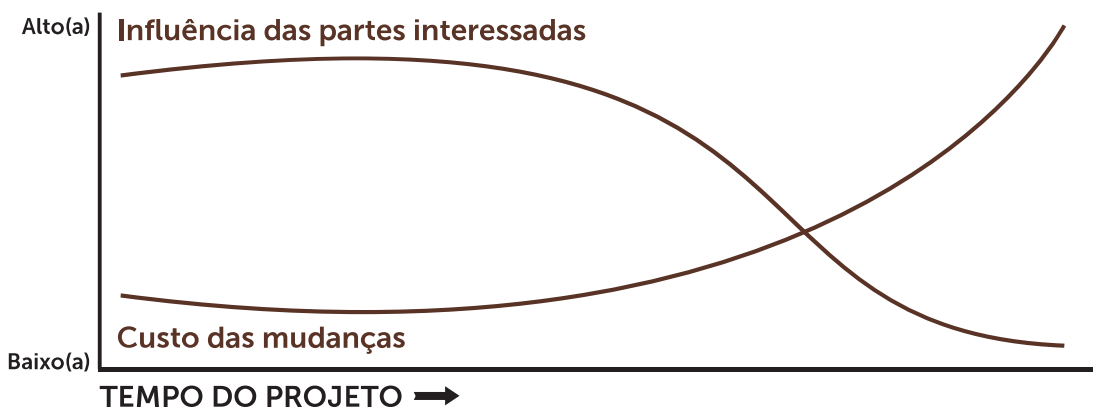 Alto(a)
Influência das partes interessadas
Custo das mudanças
Baixo(a)
TEMPO DO PROJETO